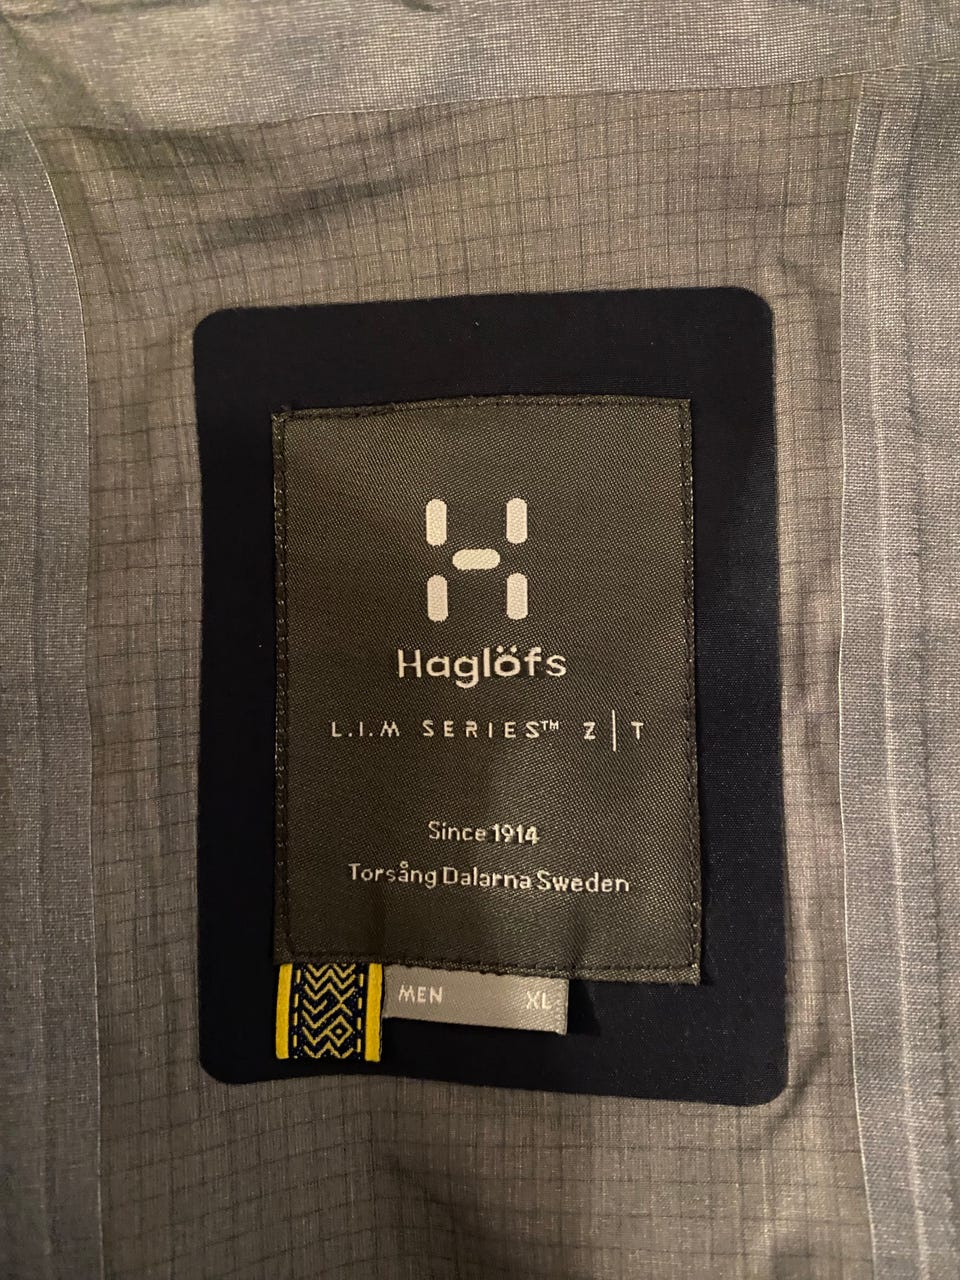 Haglöfs
L.I.M SERIES™ Z|T
Since 1914
Torsång Dalarna Sweden
MEN XL